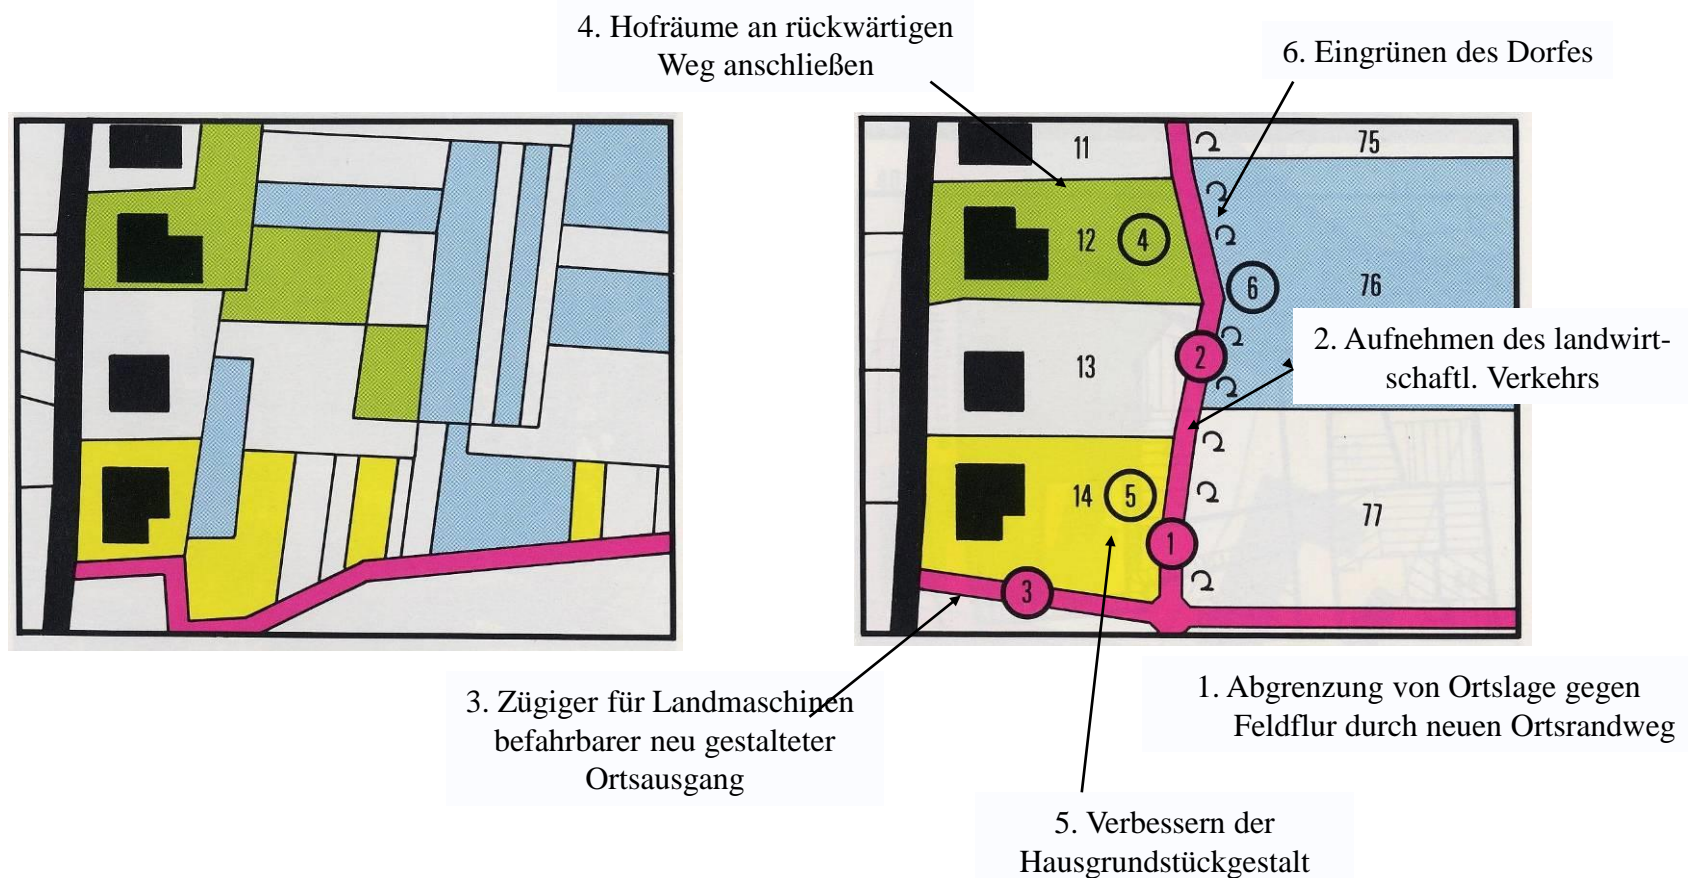 4. Hofräume an rückwärtigen
Weg anschließen
6. Eingrünen des Dorfes
11
75
12
4
6
76
2. Aufnehmen des landwirt-
schaftl. Verkehrs
2
13
14
5
77
1
3
3. Zügiger für Landmaschinen
befahrbarer neu gestalteter
Ortsausgang
1. Abgrenzung von Ortslage gegen
Feldflur durch neuen Ortsrandweg
5. Verbessern der
Hausgrundstückgestalt